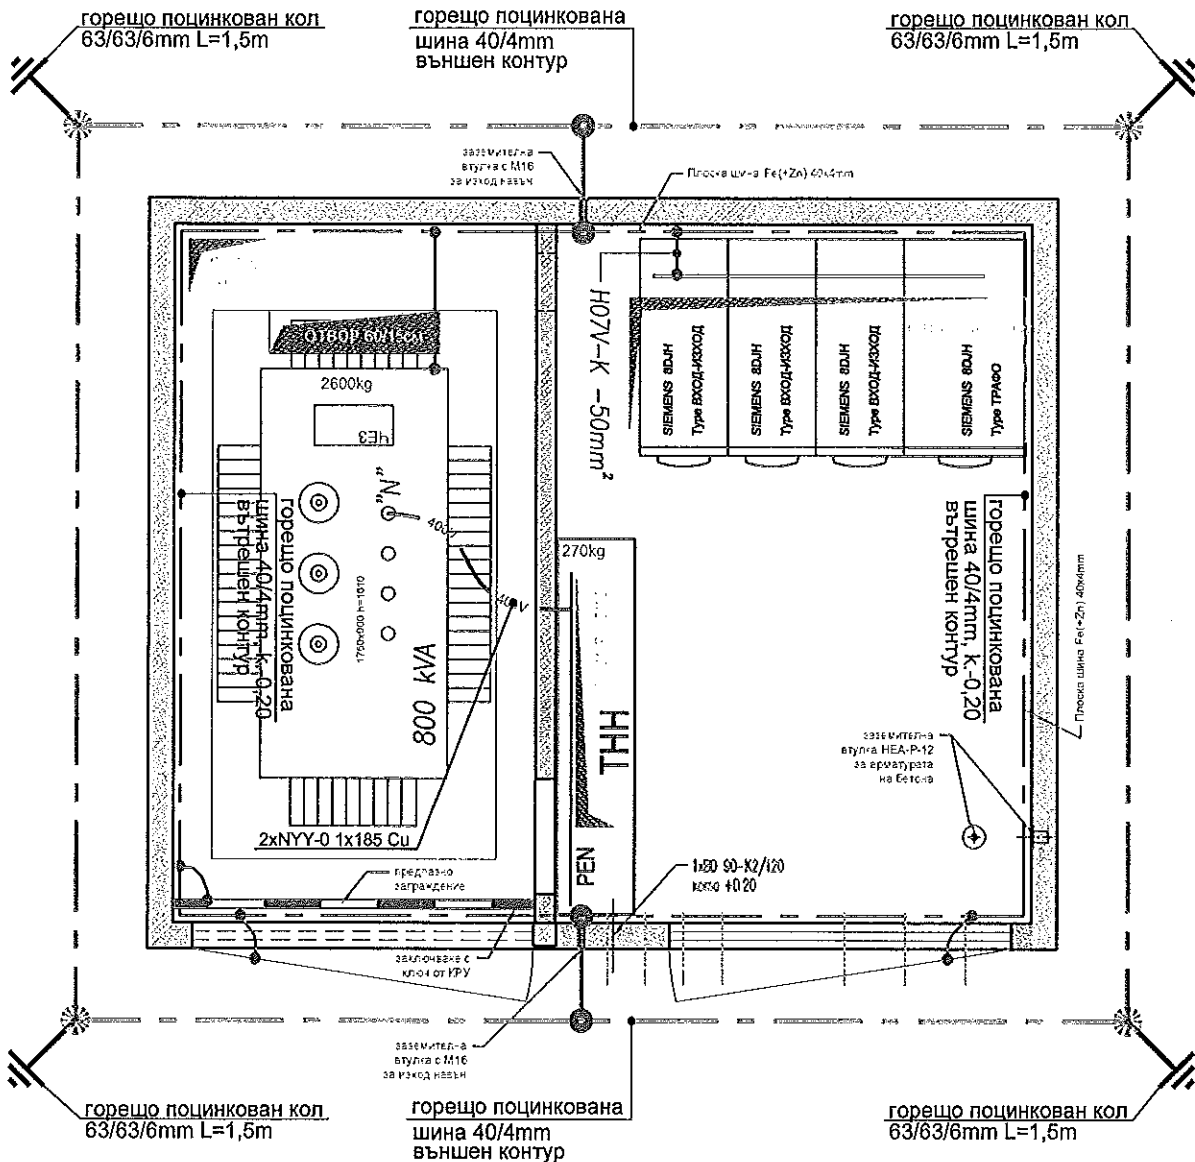 горещо поцинкован кол
63/63/6mm L=1,5m
горещо поцинкована
шина 40/4mm
външен контур
горещо поцинкован кол
63/63/6mm L=1,5m
заземителна
втулка с М16
за изход навън
Плоска шина Fe(+Zn) 40x4mm
H07V-K -50mm²
2600kg
ЧЕЗ
SIEMENS 8DJH
Type ВХОД-ИЗХОД
SIEMENS 8DJH
Type ВХОД-ИЗХОД
SIEMENS 8DJH
Type ВХОД-ИЗХОД
SIEMENS 8DJH
Type ТРАФО
"N"
400V
горещо поцинкована
шина 40/4mm, к.-0,20
вътрешен контур
1760x000 h=1610
800 kVA
270kg
ТНН
PEN
горещо поцинкована
шина 40/4mm, к.-0,20
вътрешен контур
Плоска шина Fe(+Zn) 40x4mm
заземителна
втулка HEA-P-12
за арматурата
на бетона
2xNYY-0 1x185 Cu
предпазно
заграждение
заключване с
ключ от КРУ
заземителна
втулка с М16
за изход навън
горещо поцинкован кол
63/63/6mm L=1,5m
горещо поцинкована
шина 40/4mm
външен контур
горещо поцинкован кол
63/63/6mm L=1,5m